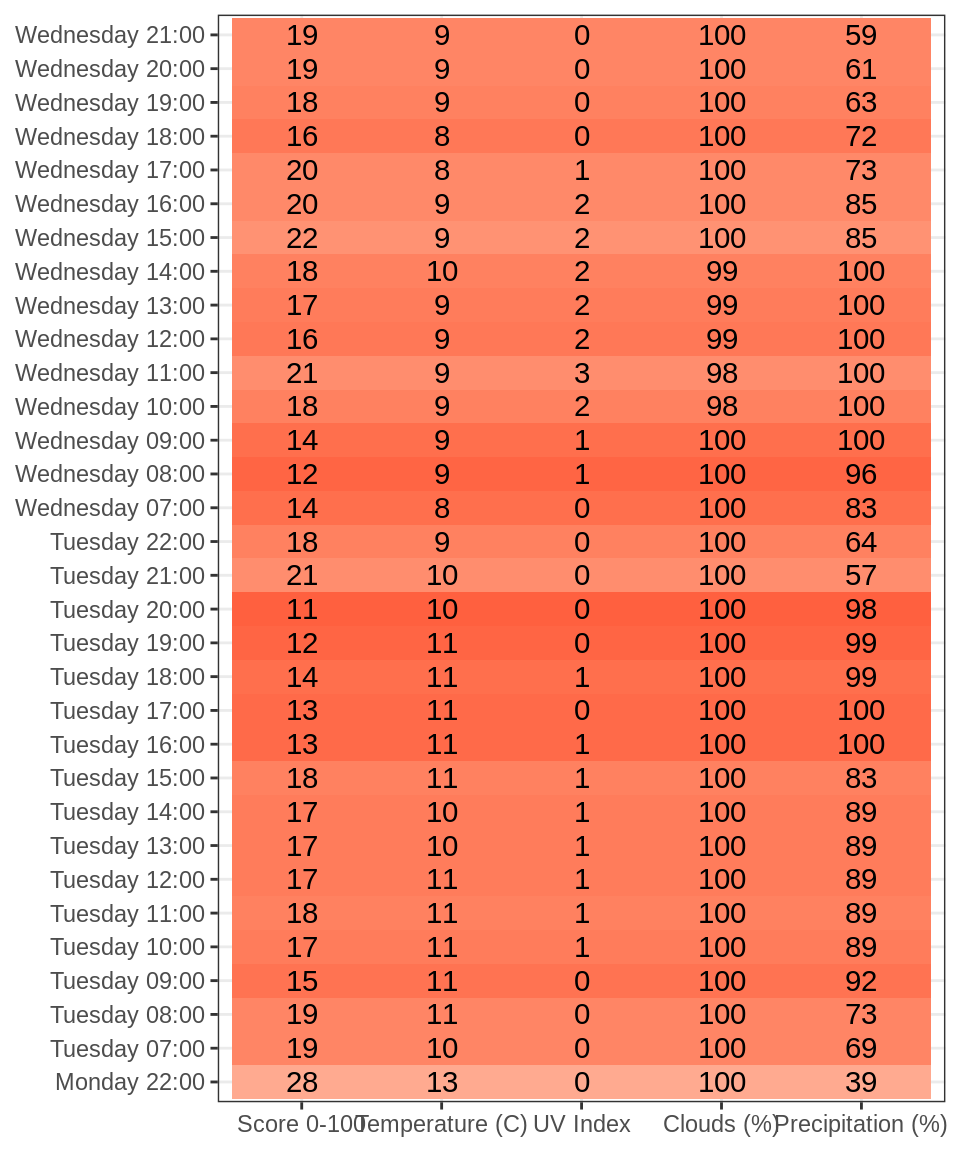 Wednesday 21:00 19 9 0 100 59
Wednesday 20:00 19 9 0 100 61
Wednesday 19:00 18 9 0 100 63
Wednesday 18:00 16 8 0 100 72
Wednesday 17:00 20 8 1 100 73
Wednesday 16:00 20 9 2 100 85
Wednesday 15:00 22 9 2 100 85
Wednesday 14:00 18 10 2 99 100
Wednesday 13:00 17 9 2 99 100
Wednesday 12:00 16 9 2 99 100
Wednesday 11:00 21 9 3 98 100
Wednesday 10:00 18 9 2 98 100
Wednesday 09:00 14 9 1 100 100
Wednesday 08:00 12 9 1 100 96
Wednesday 07:00 14 8 0 100 83
Tuesday 22:00 18 9 0 100 64
Tuesday 21:00 21 10 0 100 57
Tuesday 20:00 11 10 0 100 98
Tuesday 19:00 12 11 0 100 99
Tuesday 18:00 14 11 1 100 99
Tuesday 17:00 13 11 0 100 100
Tuesday 16:00 13 11 1 100 100
Tuesday 15:00 18 11 1 100 83
Tuesday 14:00 17 10 1 100 89
Tuesday 13:00 17 10 1 100 89
Tuesday 12:00 17 11 1 100 89
Tuesday 11:00 18 11 1 100 89
Tuesday 10:00 17 11 1 100 89
Tuesday 09:00 15 11 0 100 92
Tuesday 08:00 19 11 0 100 73
Tuesday 07:00 19 10 0 100 69
Monday 22:00 28 13 0 100 39
Score 0-100 Temperature (C) UV Index Clouds (%) Precipitation (%)